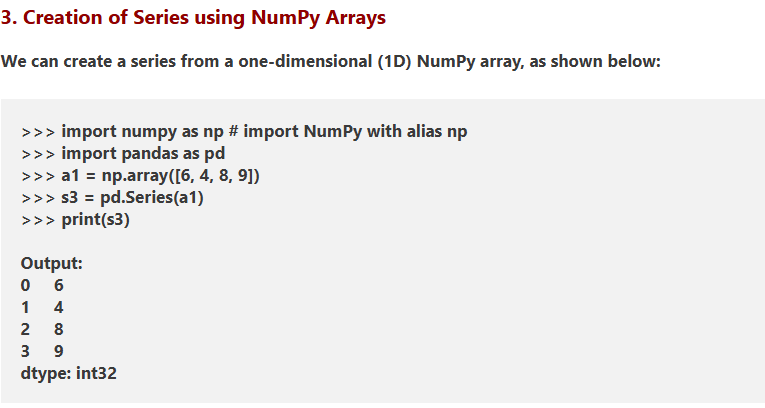 3. Creation of Series using NumPy Arrays
We can create a series from a one-dimensional (1D) NumPy array, as shown below:
>>> import numpy as np # import NumPy with alias np
>>> import pandas as pd
>>> a1 = np.array([6, 4, 8, 9])
>>> s3 = pd.Series(a1)
>>> print(s3)
Output:
0 6
1 4
2 8
3 9
dtype: int32